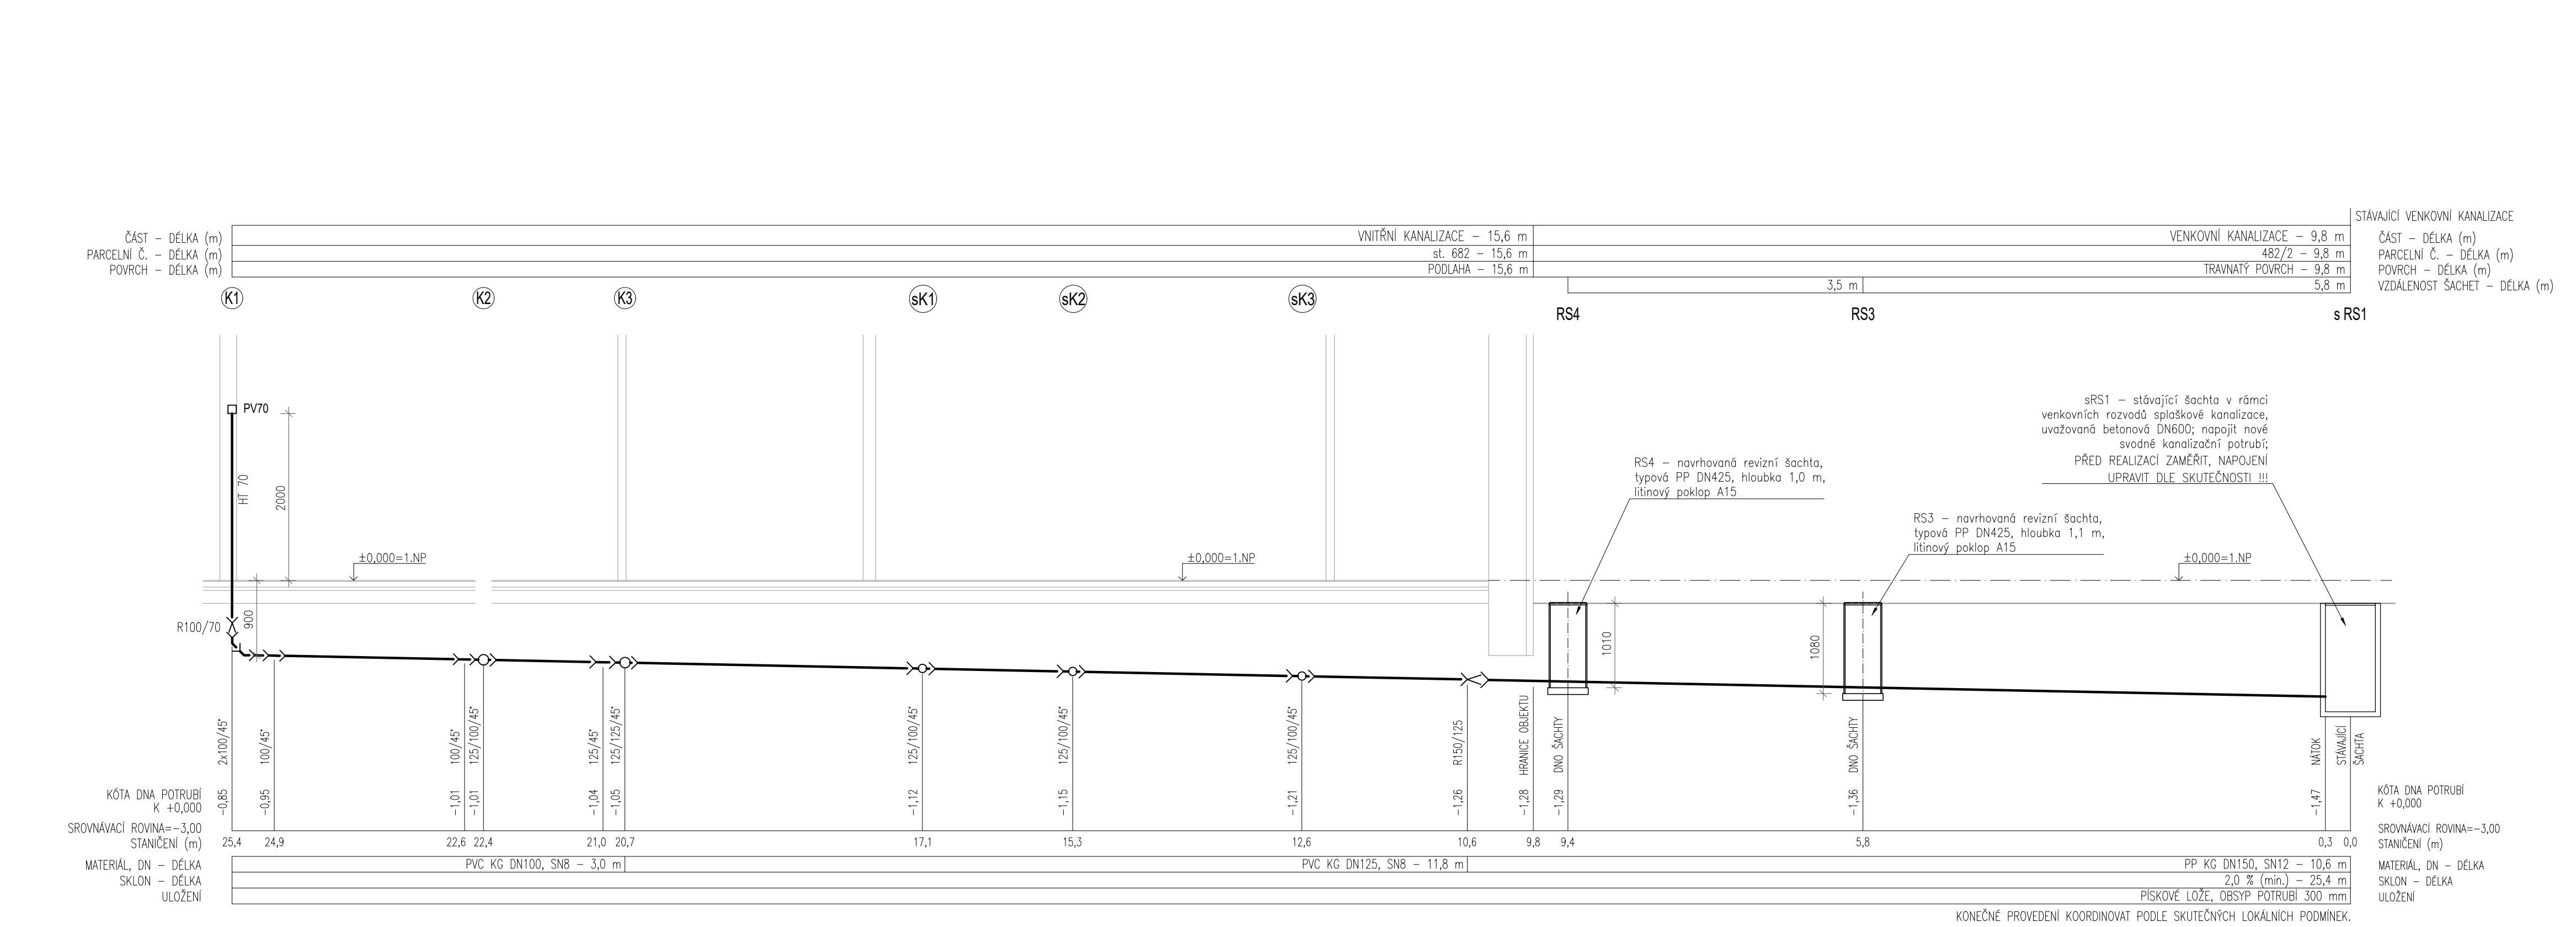 STÁVAJÍCÍ VENKOVNÍ KANALIZACE
ČÁST – DÉLKA (m)
VNITŘNÍ KANALIZACE – 15,6 m
VENKOVNÍ KANALIZACE – 9,8 m
ČÁST – DÉLKA (m)
PARCELNÍ Č. – DÉLKA (m)
st. 682 – 15,6 m
482/2 – 9,8 m
PARCELNÍ Č. – DÉLKA (m)
POVRCH – DÉLKA (m)
PODLAHA – 15,6 m
TRAVNATÝ POVRCH – 9,8 m
POVRCH – DÉLKA (m)
3,5 m
5,8 m
VZDÁLENOST ŠACHET – DÉLKA (m)
K1
K2
K3
sK1
sK2
sK3
RS4
RS3
s RS1
PV70
HT 70
2000
900
R100/70
±0,000=1.NP
±0,000=1.NP
±0,000=1.NP
RS4 – navrhovaná revizní šachta,
typová PP DN425, hloubka 1,0 m,
litinový poklop A15
RS3 – navrhovaná revizní šachta,
typová PP DN425, hloubka 1,1 m,
litinový poklop A15
sRS1 – stávající šachta v rámci
venkovních rozvodů splaškové kanalizace,
uvažovaná betonová DN600; napojit nové
svodné kanalizační potrubí;
PŘED REALIZACÍ ZAMĚŘIT, NAPOJENÍ
UPRAVIT DLE SKUTEČNOSTI !!!
1010
1080
2x100/45°
100/45°
100/45°
125/100/45°
125/45°
125/125/45°
125/100/45°
125/100/45°
125/100/45°
R150/125
HRANICE OBJEKTU
DNO ŠACHTY
DNO ŠACHTY
NÁTOK
STÁVAJÍCÍ
ŠACHTA
KÓTA DNA POTRUBÍ
K +0,000
-0,85
-0,95
-1,01
-1,01
-1,04
-1,05
-1,12
-1,15
-1,21
-1,26
-1,28
-1,29
-1,36
-1,47
KÓTA DNA POTRUBÍ
K +0,000
SROVNÁVACÍ ROVINA=-3,00
SROVNÁVACÍ ROVINA=-3,00
STANIČENÍ (m)
25,4
24,9
22,6
22,4
21,0
20,7
17,1
15,3
12,6
10,6
9,8
9,4
5,8
0,3
0,0
STANIČENÍ (m)
MATERIÁL, DN – DÉLKA
PVC KG DN100, SN8 – 3,0 m
PVC KG DN125, SN8 – 11,8 m
PP KG DN150, SN12 – 10,6 m
MATERIÁL, DN – DÉLKA
SKLON – DÉLKA
2,0 % (min.) – 25,4 m
SKLON – DÉLKA
ULOŽENÍ
PÍSKOVÉ LOŽE, OBSYP POTRUBÍ 300 mm
ULOŽENÍ
KONEČNÉ PROVEDENÍ KOORDINOVAT PODLE SKUTEČNÝCH LOKÁLNÍCH PODMÍNEK.